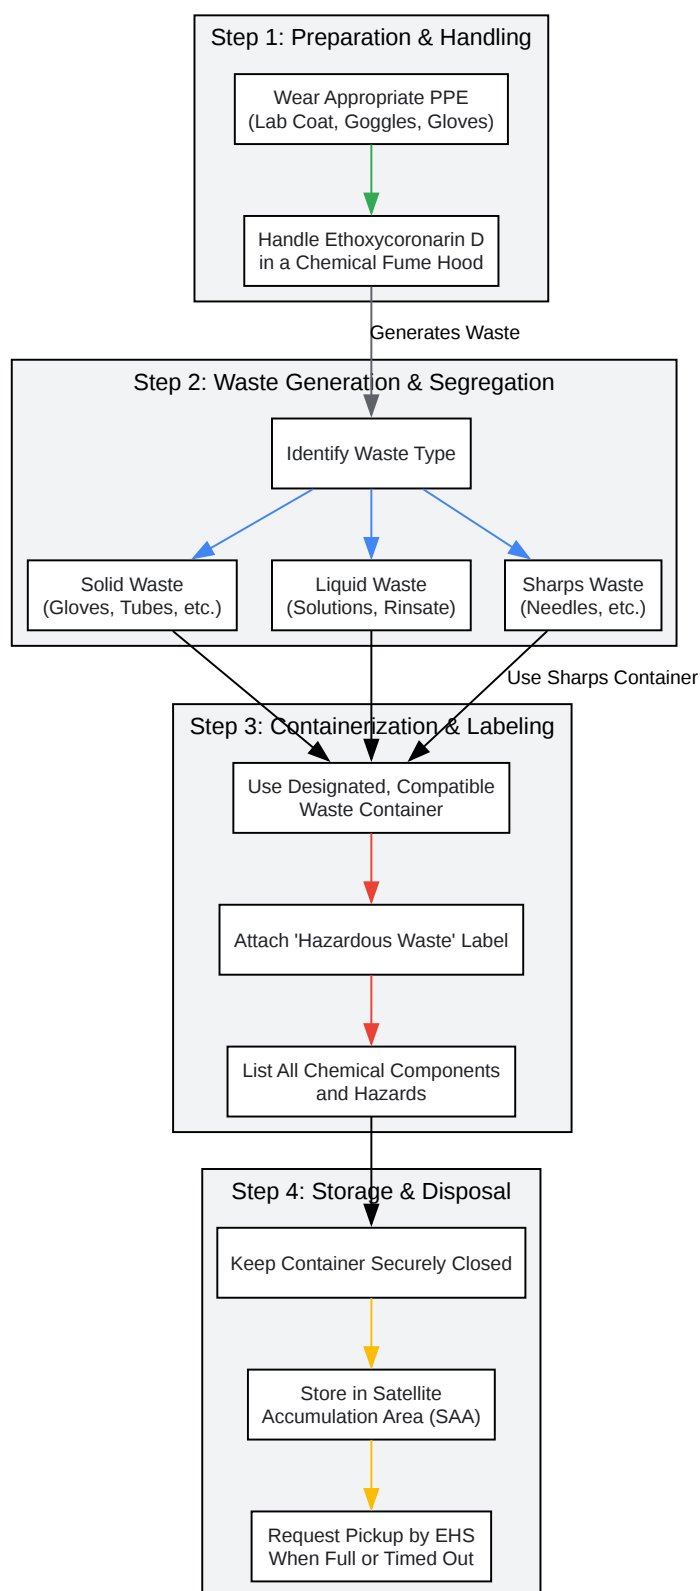 Step 1: Preparation & Handling
Wear Appropriate PPE
(Lab Coat, Goggles, Gloves)
Handle Ethoxycoronarin D
in a Chemical Fume Hood
Generates Waste
Step 2: Waste Generation & Segregation
Identify Waste Type
Solid Waste
(Gloves, Tubes, etc.)
Liquid Waste
(Solutions, Rinsate)
Sharps Waste
(Needles, etc.)
Use Sharps Container
Step 3: Containerization & Labeling
Use Designated, Compatible
Waste Container
Attach 'Hazardous Waste' Label
List All Chemical Components
and Hazards
Step 4: Storage & Disposal
Keep Container Securely Closed
Store in Satellite
Accumulation Area (SAA)
Request Pickup by EHS
When Full or Timed Out